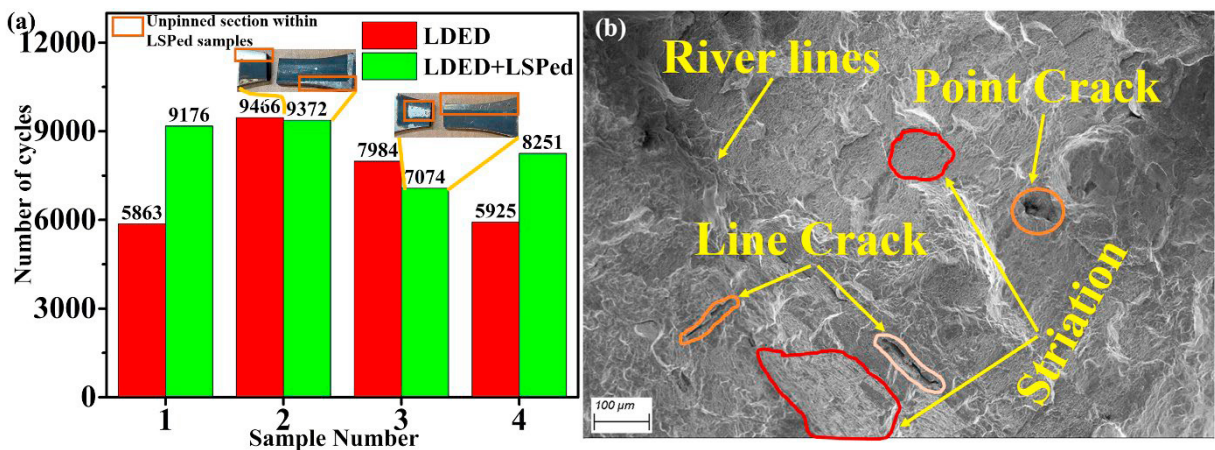 (a)
Unpinned section within
LSPed samples
LDED
LDED+LSPed
Number of cycles
12000
9000
6000
3000
0
5863
9176
9466
9372
7984
7074
5925
8251
1
2
3
4
Sample Number
(b)
River lines
Point Crack
Line Crack
Striation
100 µm